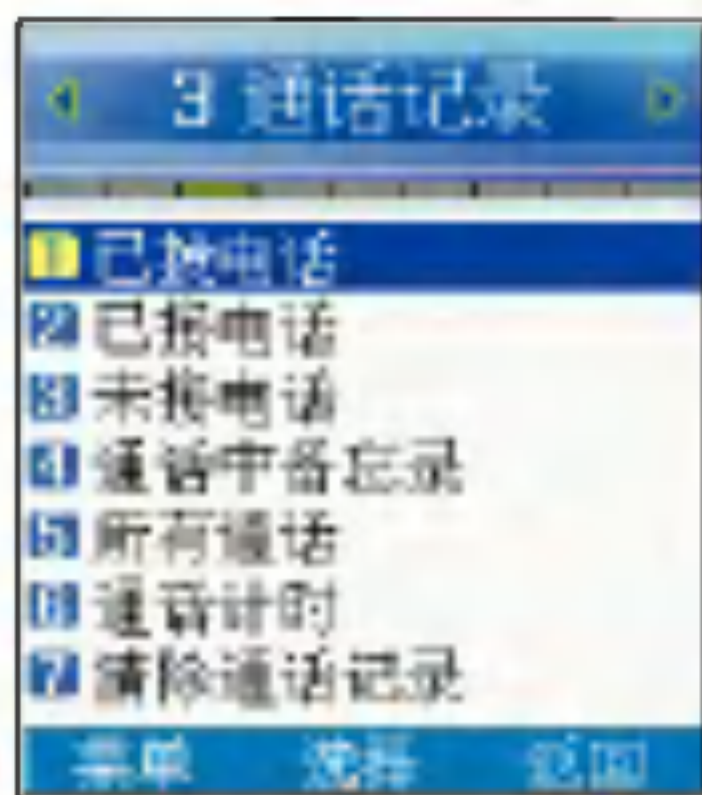 3 通话记录
1 已拨电话
2 已接电话
3 未接电话
4 通话中备忘录
5 所有通话
6 通话计时
7 清除通话记录
菜单 选择 返回